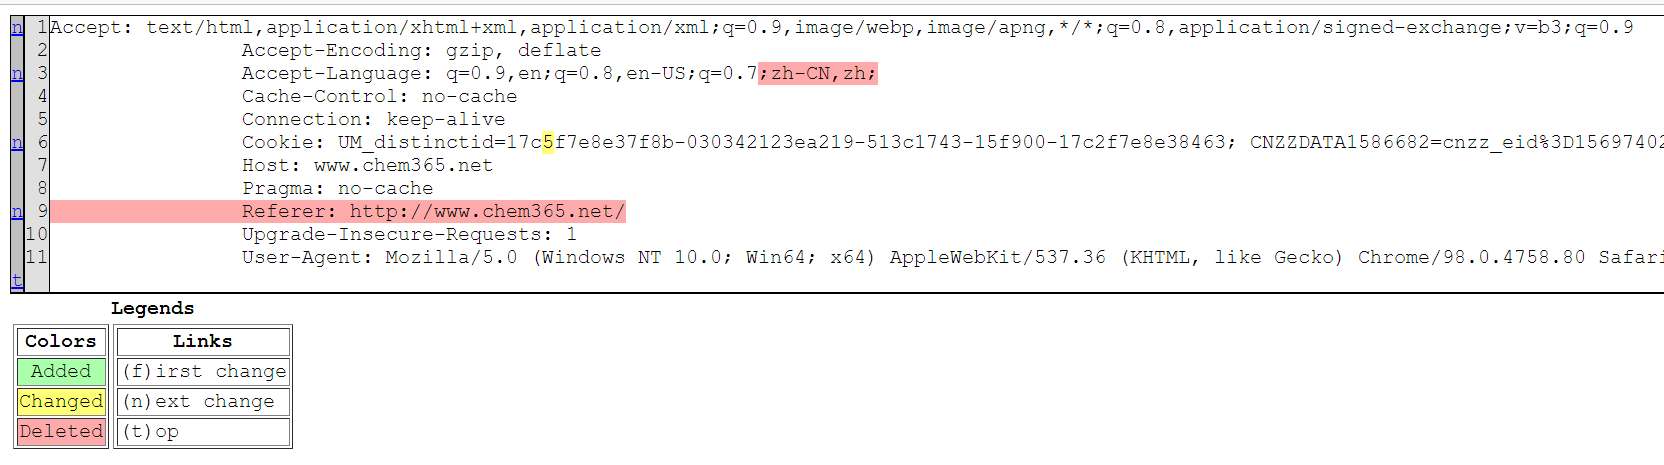 n 1 Accept: text/html,application/xhtml+xml,application/xml;q=0.9,image/webp,image/apng,*/*;q=0.8,application/signed-exchange;v=b3;q=0.9
2 Accept-Encoding: gzip, deflate
n 3 Accept-Language: q=0.9,en;q=0.8,en-US;q=0.7;zh-CN,zh;
4 Cache-Control: no-cache
5 Connection: keep-alive
n 6 Cookie: UM_distinctid=17c5f7e8e37f8b-030342123ea219-513c1743-15f900-17c2f7e8e38463; CNZZDATA1586682=cnzz_eid%3D15697402
7 Host: www.chem365.net
8 Pragma: no-cache
n 9 Referer: http://www.chem365.net/
10 Upgrade-Insecure-Requests: 1
11 User-Agent: Mozilla/5.0 (Windows NT 10.0; Win64; x64) AppleWebKit/537.36 (KHTML, like Gecko) Chrome/98.0.4758.80 Safari
t
Legends
Colors Links
Added (f)irst change
Changed (n)ext change
Deleted (t)op